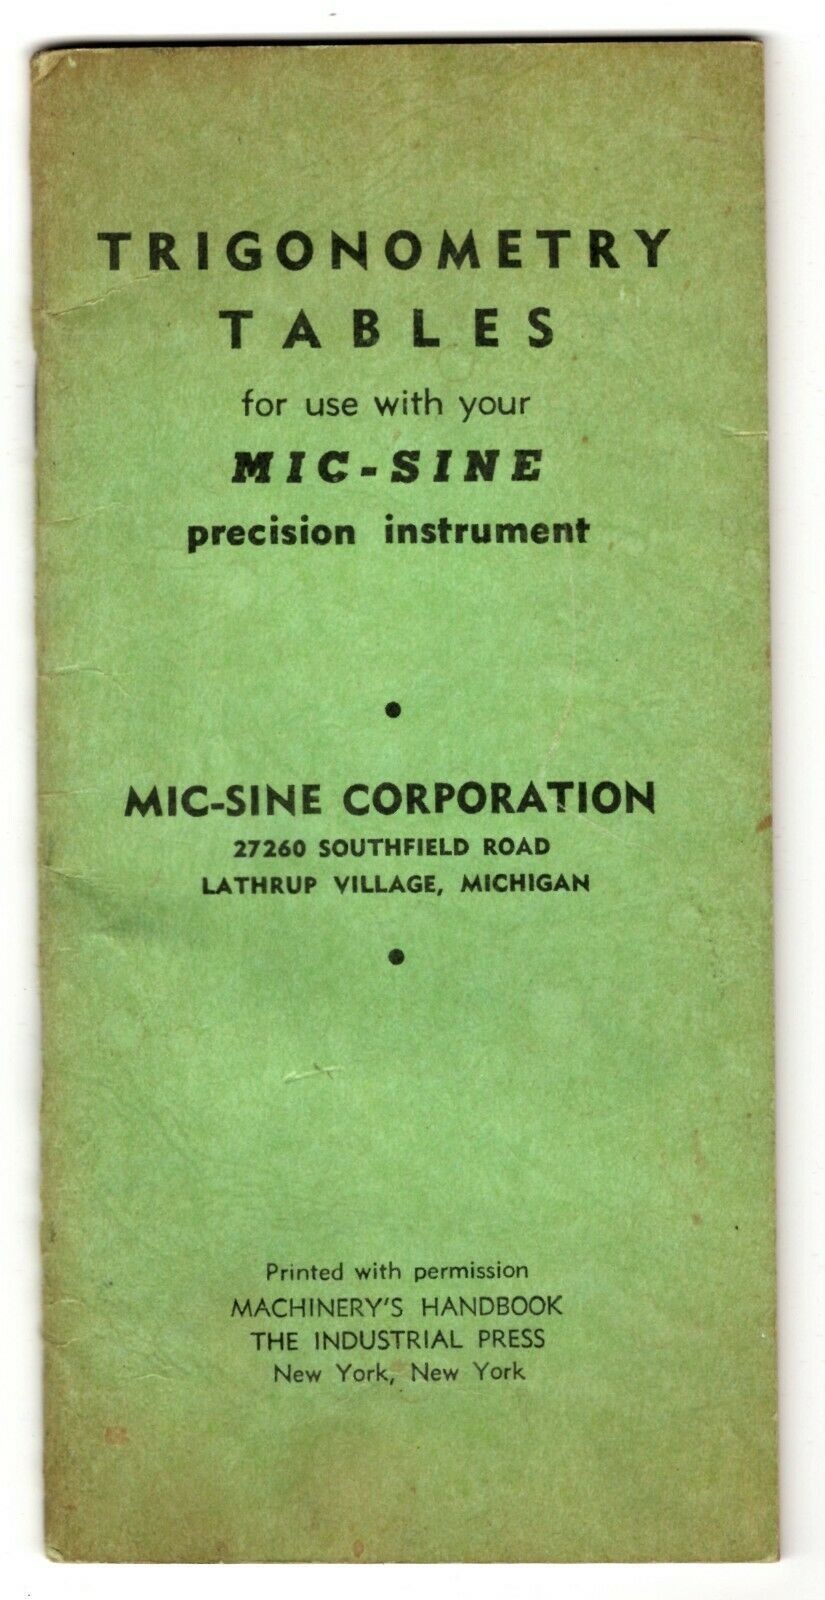 TRIGONOMETRY
TABLES
for use with your
MIC-SINE
precision instrument
MIC-SINE CORPORATION
27260 SOUTHFIELD ROAD
LATHRUP VILLAGE, MICHIGAN
Printed with permission
MACHINERY'S HANDBOOK
THE INDUSTRIAL PRESS
New York, New York